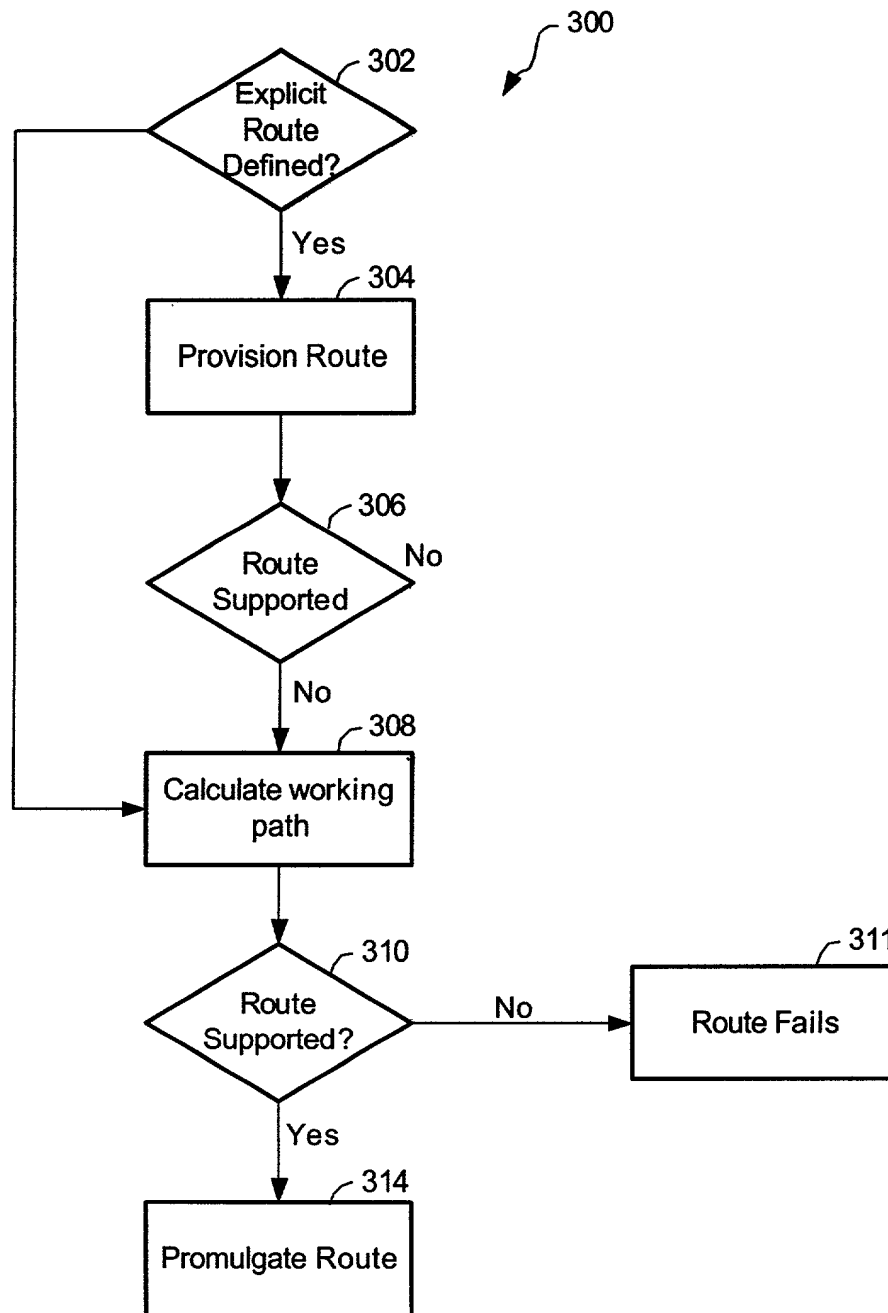 300
302
Explicit
Route
Defined?
Yes
304
Provision Route
306
Route
Supported
No
No
308
Calculate working
path
310
Route
Supported?
No
311
Route Fails
Yes
314
Promulgate Route